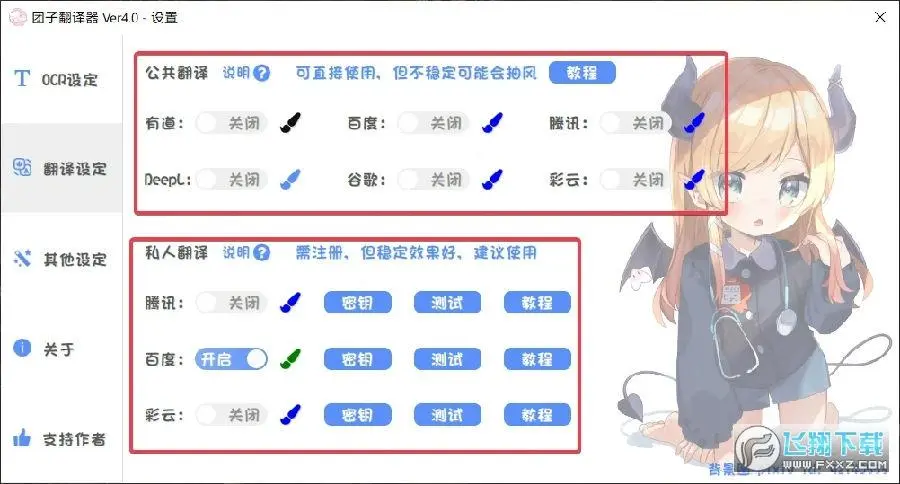 团子翻译器 Ver4.0 - 设置
OCR设定
翻译设定
其他设定
关于
支持作者
公共翻译 说明? 可直接使用，但不稳定可能会抽风 教程
有道： 关闭 百度： 关闭 腾讯： 关闭
DeepL： 关闭 谷歌： 关闭 彩云： 关闭
私人翻译 说明? 需注册，但稳定效果好，建议使用
腾讯： 关闭 密钥 测试 教程
百度： 开启 密钥 测试 教程
彩云： 关闭 密钥 测试 教程
飞翔下载
www.FXXZ.com
背景图